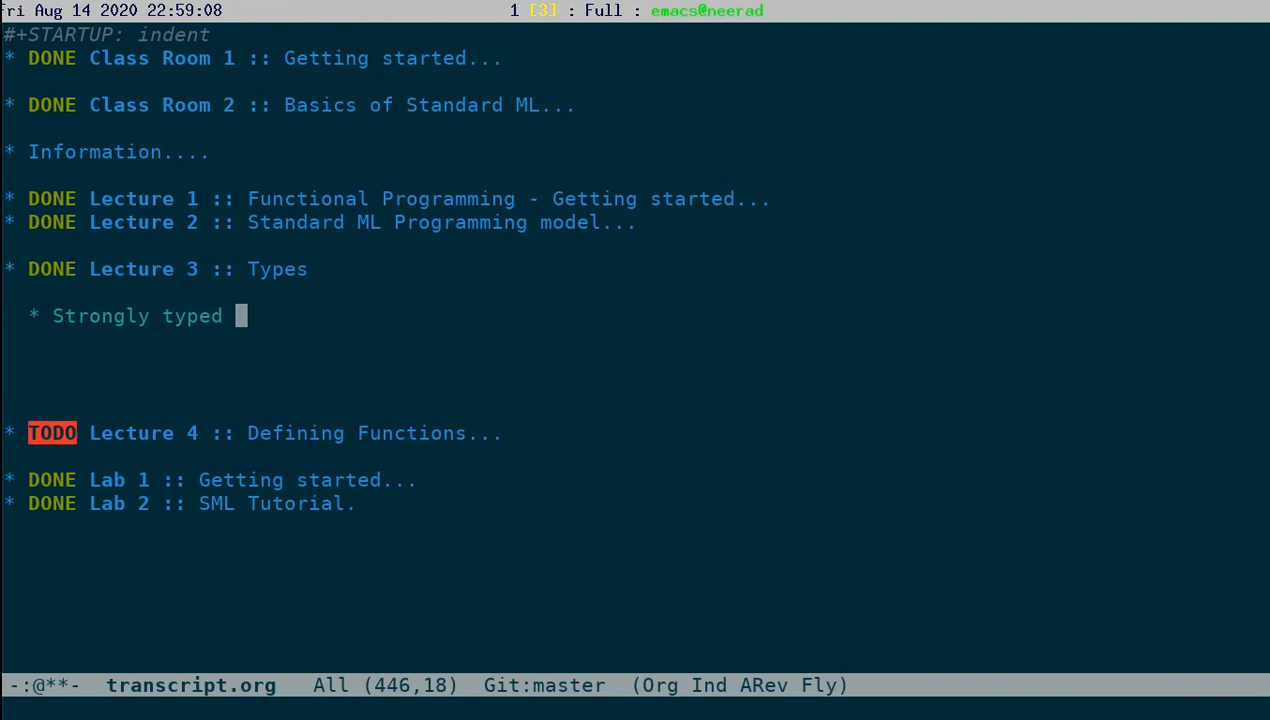 Fri Aug 14 2020 22:59:08 1 [3] : Full : emacs@neerad
#+STARTUP: indent
* DONE Class Room 1 :: Getting started...
* DONE Class Room 2 :: Basics of Standard ML...
* Information....
* DONE Lecture 1 :: Functional Programming - Getting started...
* DONE Lecture 2 :: Standard ML Programming model...
* DONE Lecture 3 :: Types
* Strongly typed
* TODO Lecture 4 :: Defining Functions...
* DONE Lab 1 :: Getting started...
* DONE Lab 2 :: SML Tutorial.
-:@**- transcript.org All (446,18) Git:master (Org Ind ARev Fly)